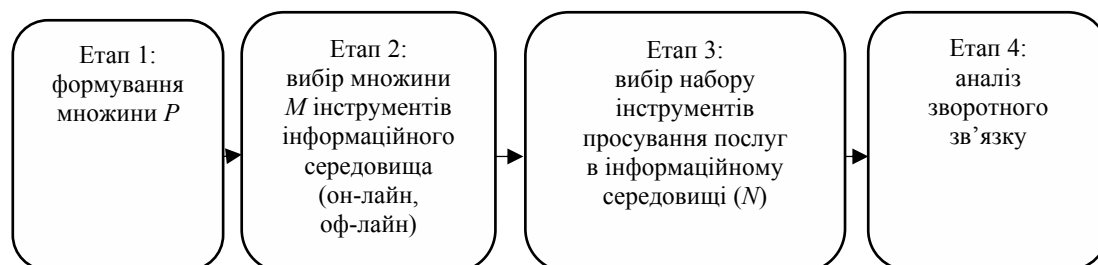 Етап 1:
формування
множини P
Етап 2:
вибір множини
M інструментів
інформаційного
середовища
(он-лайн,
оф-лайн)
Етап 3:
вибір набору
інструментів
просування послуг
в інформаційному
середовищі (N)
Етап 4:
аналіз
зворотного
зв’язку